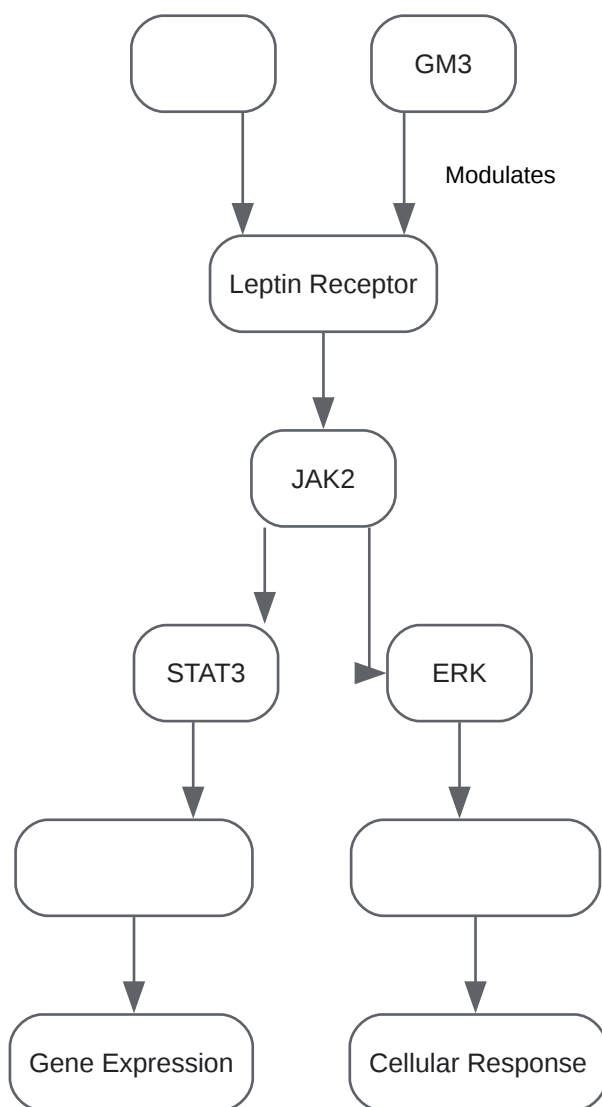 GM3
Modulates
Leptin Receptor
JAK2
STAT3
ERK
Gene Expression
Cellular Response